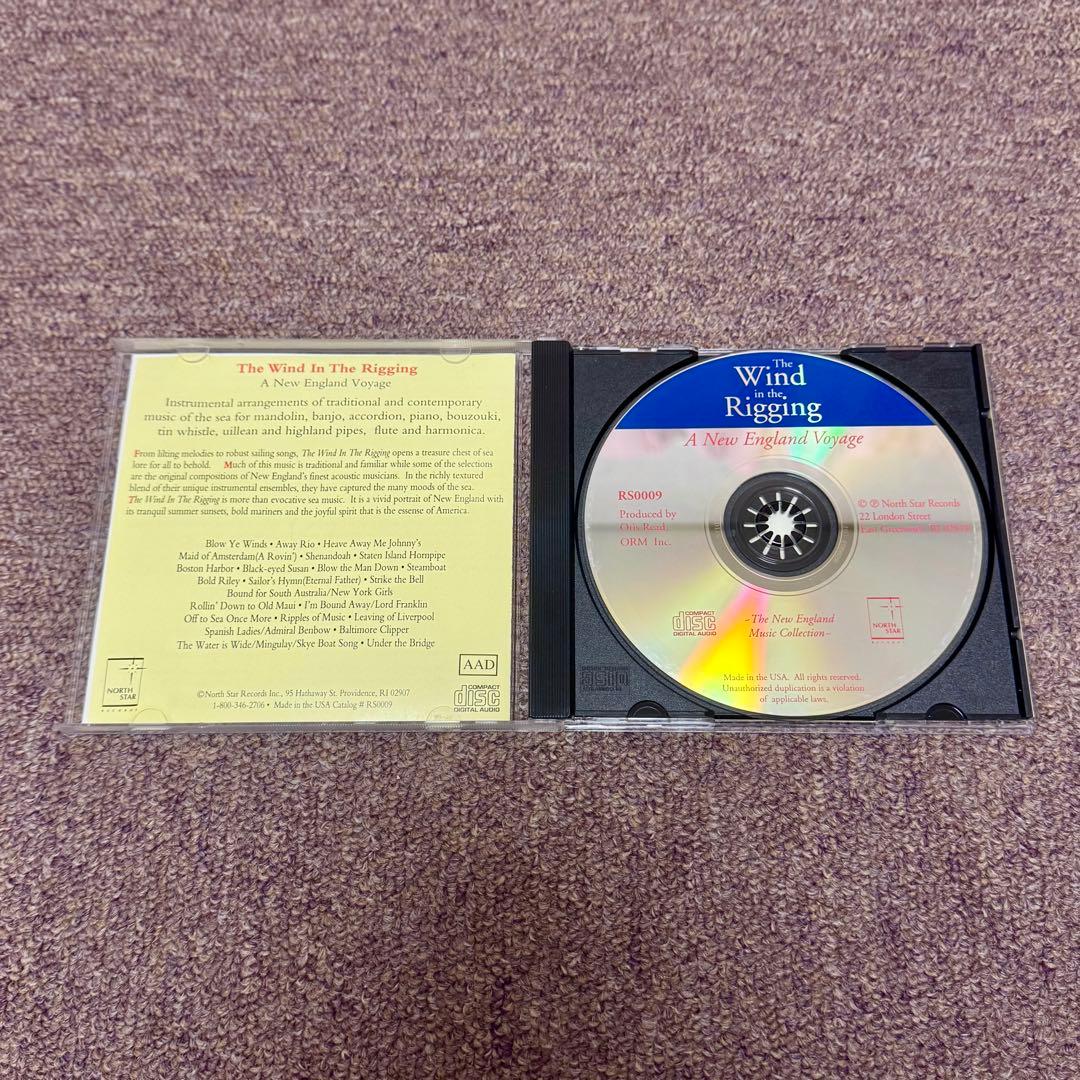 The Wind In The Rigging
A New England Voyage
Instrumental arrangements of traditional and contemporary
music of the sea for mandolin, banjo, accordion, piano, bouzouki,
tin whistle, uillean and highland pipes, flute and harmonica.
From lilting melodies to robust sailing songs, The Wind In The Rigging opens a treasure chest of sea
lore for all to behold. Much of this music is traditional and familiar while some of the selections
are the original compositions of New England's finest acoustic musicians. In the richly textured
blend of their unique instrumental ensembles, they have captured the many moods of the sea.
The Wind In The Rigging is more than evocative sea music. It is a vivid portrait of New England with
its tranquil summer sunsets, bold mariners and the joyful spirit that is the essence of America.
Blow Ye Winds • Away Rio • Heave Away Me Johnny's
Maid of Amsterdam(A Rovin') • Shenandoah • Staten Island Hornpipe
Boston Harbor • Black-eyed Susan • Blow the Man Down • Steamboat
Bold Riley • Sailor's Hymn(Eternal Father) • Strike the Bell
Bound for South Australia/New York Girls
Rollin' Down to Old Maui • I'm Bound Away/Lord Franklin
Off to Sea Once More • Ripples of Music • Leaving of Liverpool
Spanish Ladies/Admiral Benbow • Baltimore Clipper
The Water is Wide/Mingulay/Skye Boat Song • Under the Bridge
NORTH
STAR
RECORDS
AAD
©North Star Records Inc., 95 Hathaway St. Providence, RI 02907
1-800-346-2706 • Made in the USA Catalog # RS0009
COMPACT
disc
DIGITAL AUDIO
The
Wind
in the
Rigging
A New England Voyage
RS0009
Produced by
Otis Read,
ORM Inc.
© ℗ North Star Records
22 London Street
East Greenwich, RI
COMPACT
disc
DIGITAL AUDIO
~The New England
Music Collection~
NORTH
STAR
Made in the USA. All rights reserved.
Unauthorized duplication is a violation
of applicable laws.